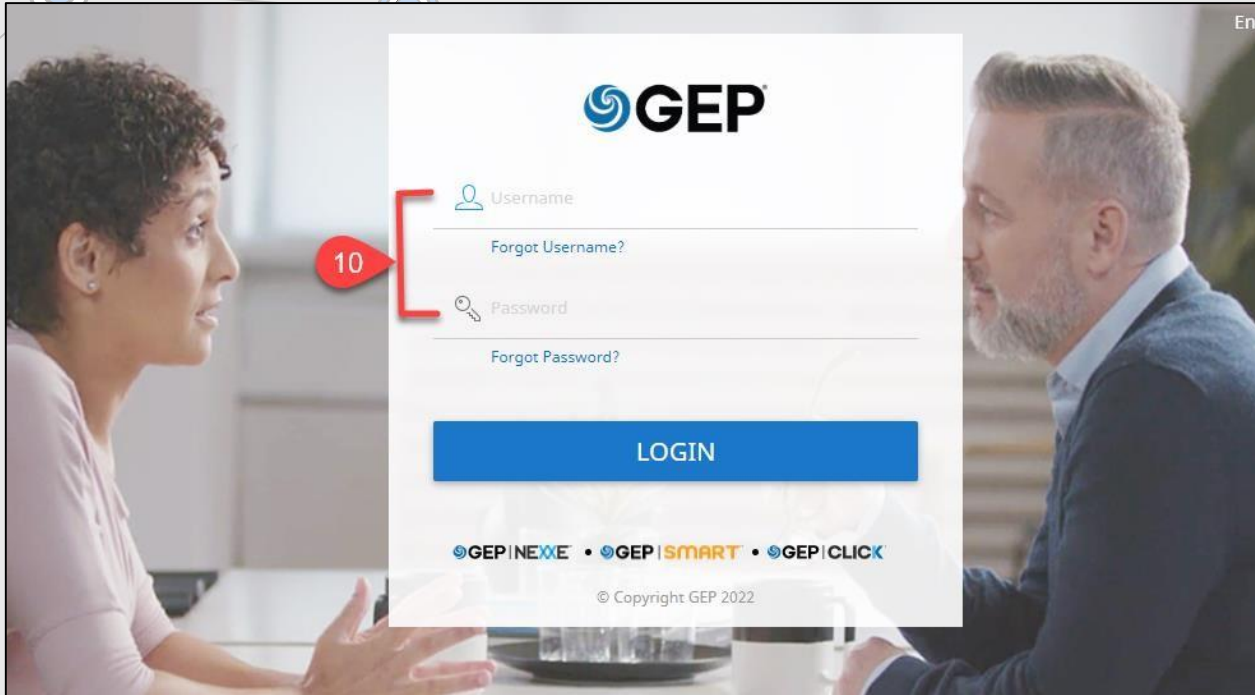 En
GEP
Username
Forgot Username?
10
Password
Forgot Password?
LOGIN
GEP | NEXXE • GEP | SMART • GEP | CLICK
© Copyright GEP 2022